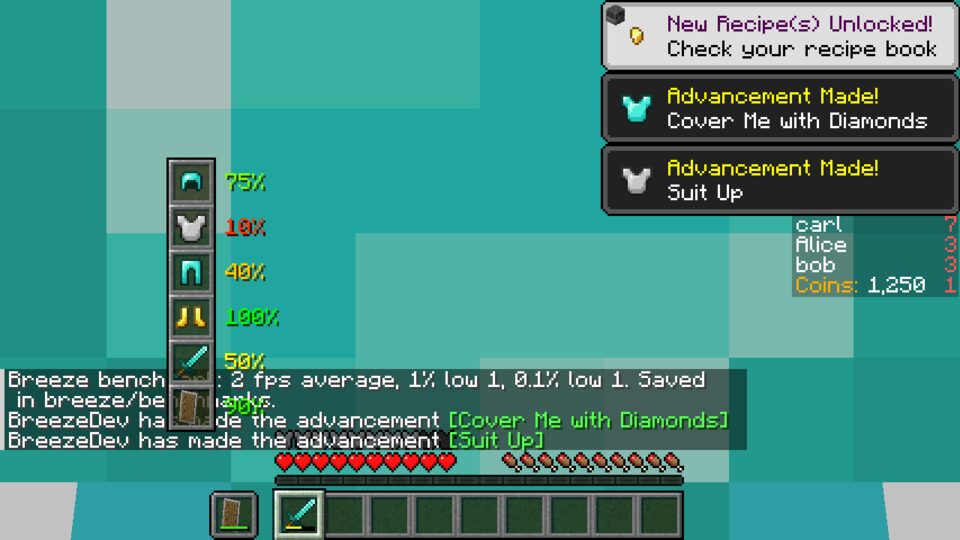 New Recipe(s) Unlocked!
Check your recipe book
Advancement Made!
Cover Me with Diamonds
Advancement Made!
Suit Up
75%
10%
40%
100%
50%
90%
carl 7
Alice 3
bob 3
Coins: 1,250 1
Breeze bench : 2 fps average, 1% low 1, 0.1% low 1. Saved
in breeze/be marks.
BreezeDev has made the advancement [Cover Me with Diamonds]
BreezeDev has made the advancement [Suit Up]